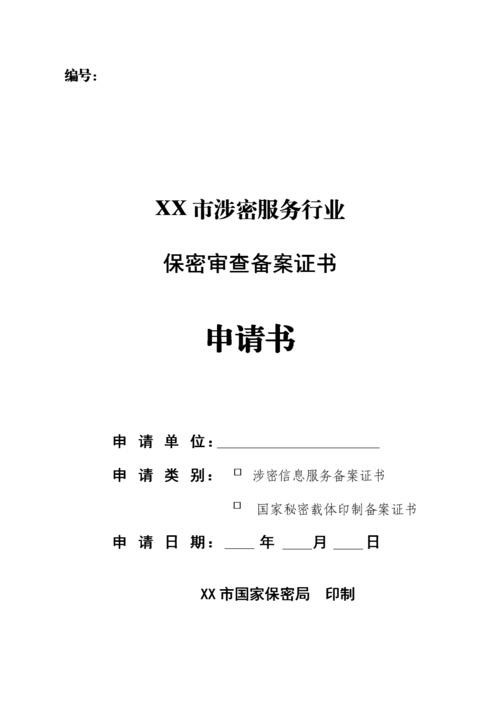 编号：
XX 市涉密服务行业
保密审查备案证书
申请书
申 请 单 位：____________________
申 请 类 别： □ 涉密信息服务备案证书
□ 国家秘密载体印制备案证书
申 请 日 期：____ 年 ____月 ____日
XX 市国家保密局 印制